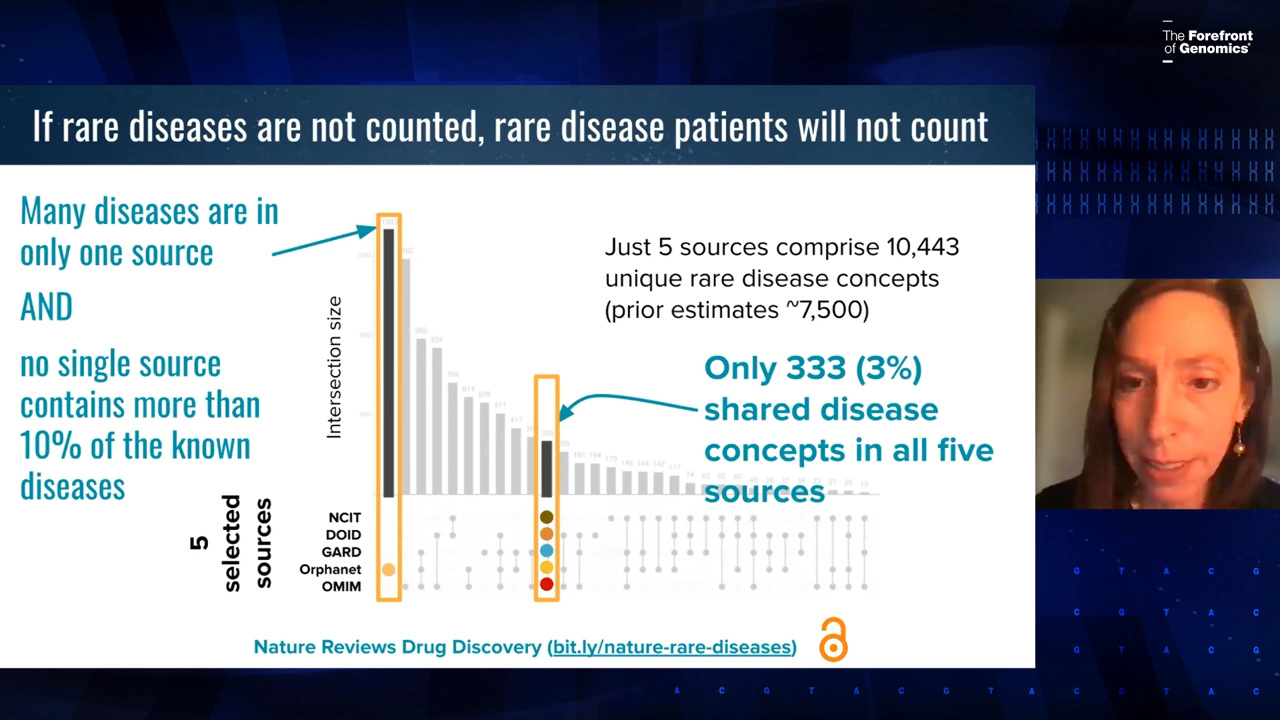 The Forefront
of Genomics®
If rare diseases are not counted, rare disease patients will not count
Many diseases are in
only one source
AND
no single source
contains more than
10% of the known
diseases
Just 5 sources comprise 10,443
unique rare disease concepts
(prior estimates ~7,500)
Only 333 (3%)
shared disease
concepts in all five
sources
Intersection size
5
selected
sources
NCIT
DOID
GARD
Orphanet
OMIM
Nature Reviews Drug Discovery (bit.ly/nature-rare-diseases)
G T A C G
C G T A C
G T A C G
A C G T A C G T A C G T A C